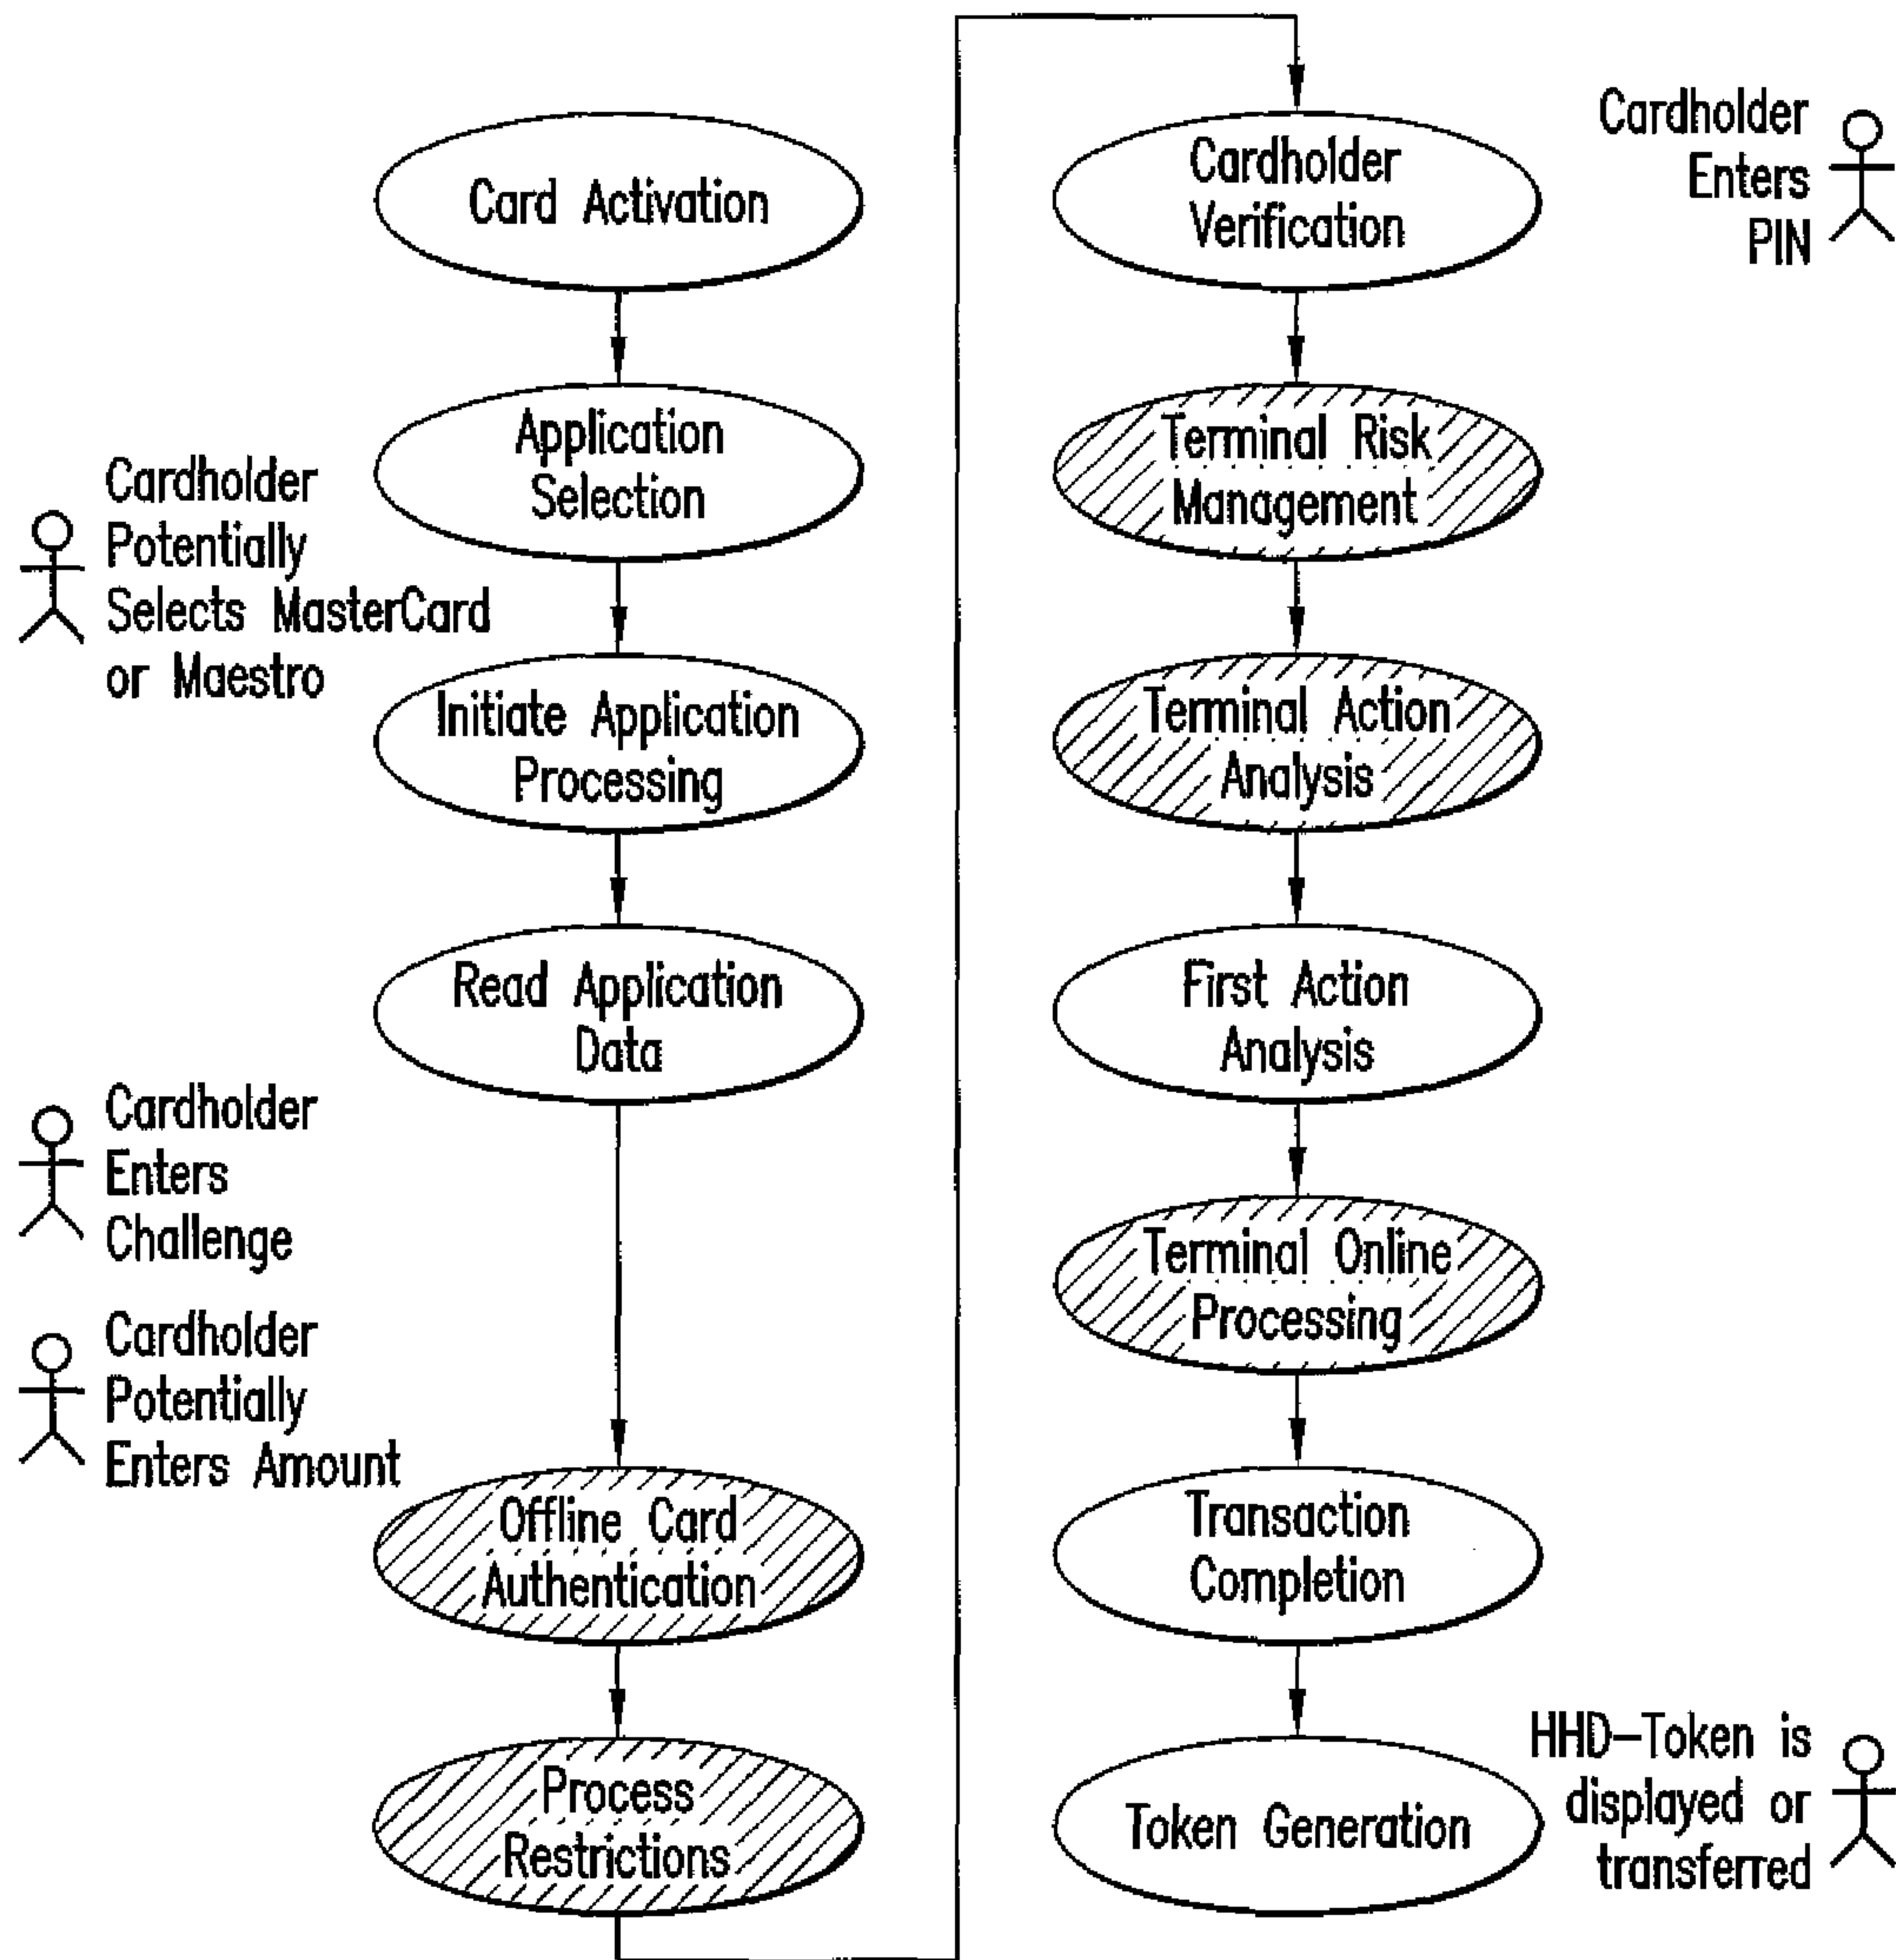 Card Activation
Application
Selection
Cardholder
Potentially
Selects MasterCard
or Maestro
Initiate Application
Processing
Read Application
Data
Cardholder
Enters
Challenge
Cardholder
Potentially
Enters Amount
Offline Card
Authentication
Process
Restrictions
Cardholder
Verification
Cardholder
Enters
PIN
Terminal Risk
Management
Terminal Action
Analysis
First Action
Analysis
Terminal Online
Processing
Transaction
Completion
Token Generation
HHD-Token is
displayed or
transferred